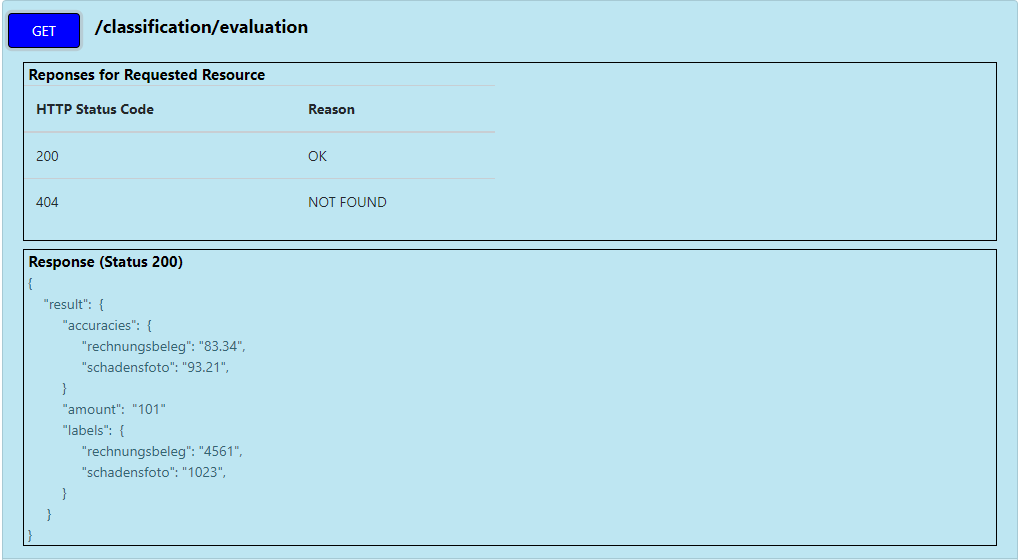 GET /classification/evaluation
Reponses for Requested Resource
HTTP Status Code Reason
200 OK
404 NOT FOUND
Response (Status 200)
{
"result": {
"accuracies": {
"rechnungsbeleg": "83.34",
"schadensfoto": "93.21",
}
"amount": "101"
"labels": {
"rechnungsbeleg": "4561",
"schadensfoto": "1023",
}
}
}